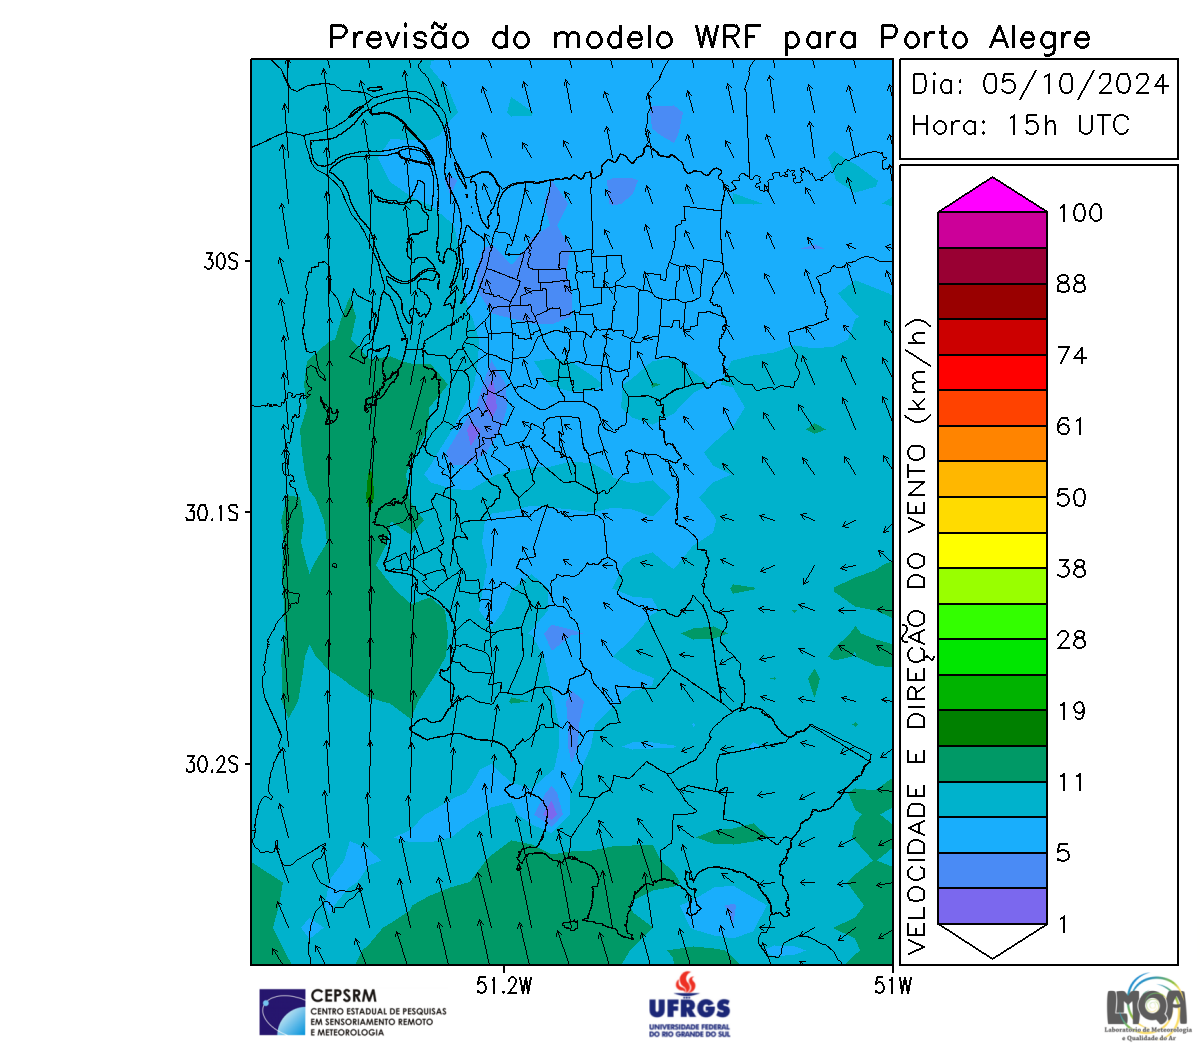 Previsão do modelo WRF para Porto Alegre
Dia: 05/10/2024
Hora: 15h UTC
30S
30.1S
30.2S
51.2W
51W
VELOCIDADE E DIREÇÃO DO VENTO (km/h)
100
88
74
61
50
38
28
19
11
5
1
CEPSRM
CENTRO ESTADUAL DE PESQUISAS
EM SENSORIAMENTO REMOTO
E METEOROLOGIA
UFRGS
UNIVERSIDADE FEDERAL
DO RIO GRANDE DO SUL
LMQA
Laboratório de Meteorologia
e Qualidade do Ar